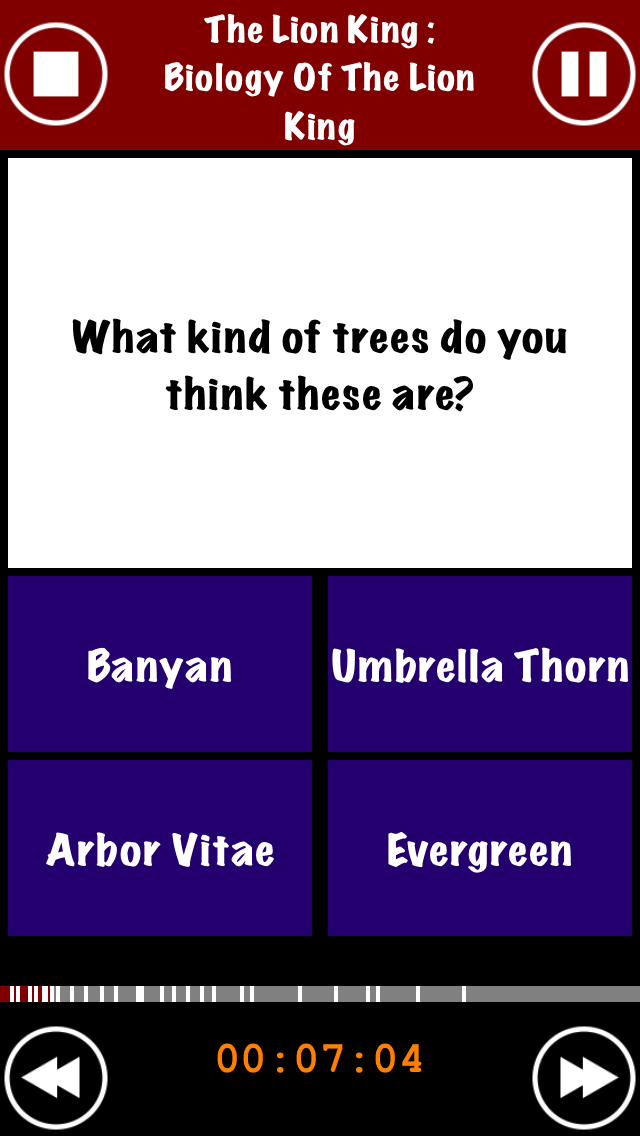 The Lion King :
Biology Of The Lion
King
What kind of trees do you
think these are?
Banyan
Umbrella Thorn
Arbor Vitae
Evergreen
00:07:04